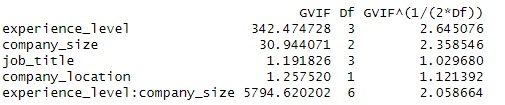 GVIF Df GVIF^(1/(2*Df))
experience_level 342.474728 3 2.645076
company_size 30.944071 2 2.358546
job_title 1.191826 3 1.029680
company_location 1.257520 1 1.121392
experience_level:company_size 5794.620202 6 2.058664